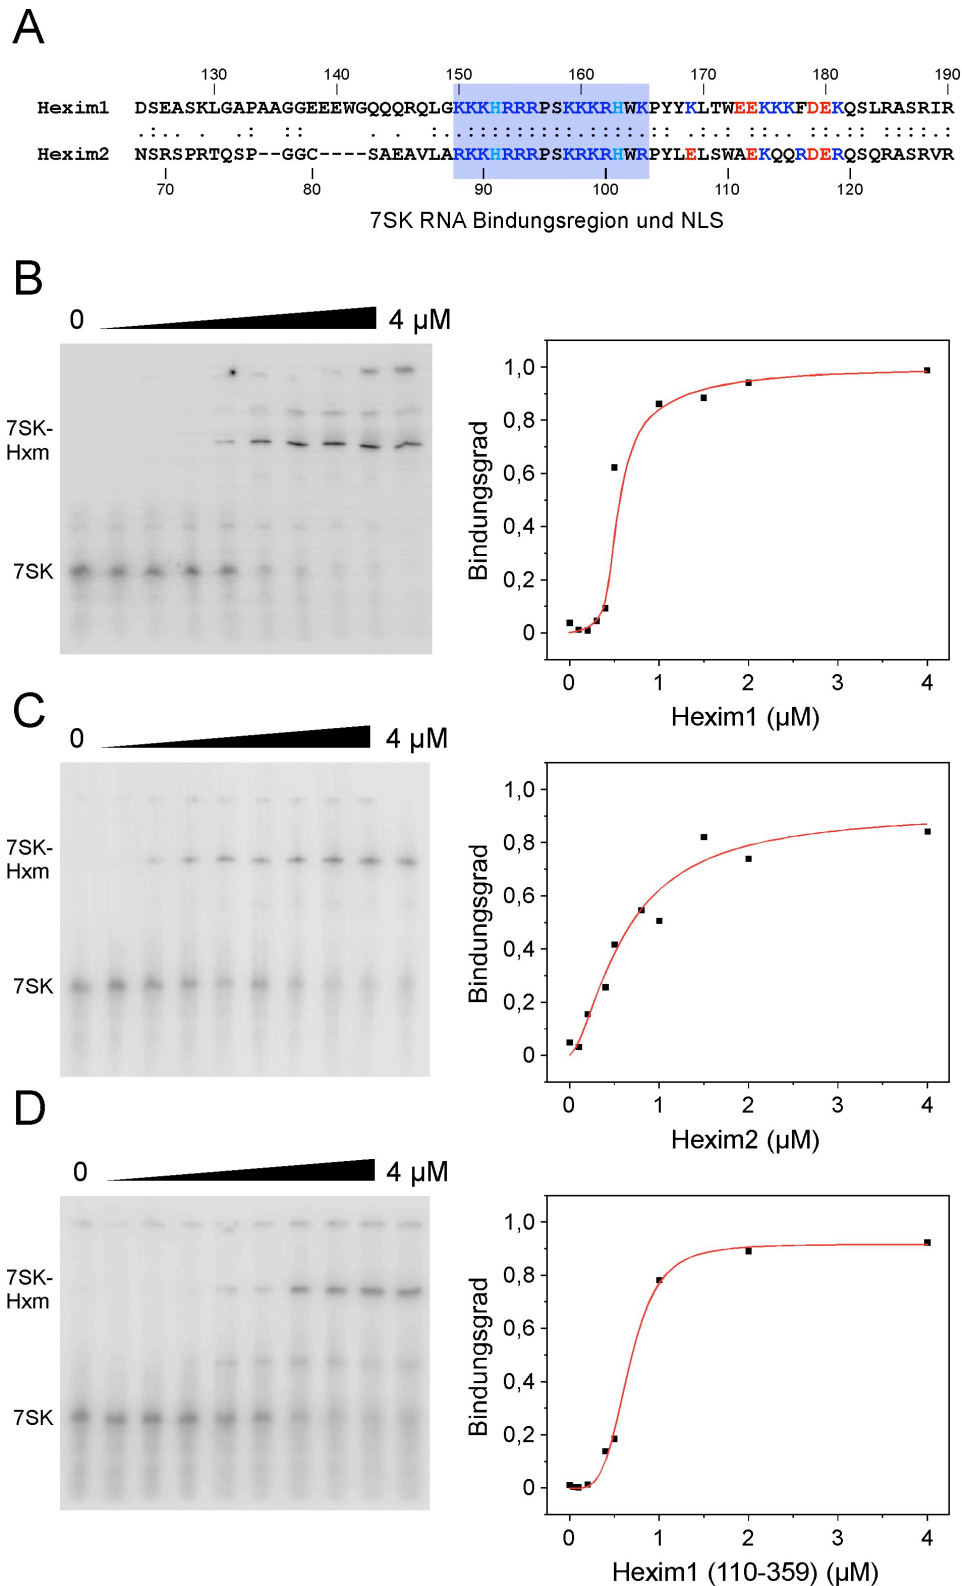 A
130 140 150 160 170 180 190
Hexim1 DSEASKLGAPAAGGEEEWGQQQRQLGKKKHRRRPSKKKRHWKPYYKLTWEEKKKFDEKQSLRASRIR
Hexim2 NSRSPRTQSP--GGC----SAEAVLARKKHRRRPSKRKRHWRPYLELSWAEKQQRDERQSQRASRVR
70 80 90 100 110 120
7SK RNA Bindungsregion und NLS
B
0 4 µM
7SK-
Hxm
7SK
Bindungsgrad
1,0
0,8
0,6
0,4
0,2
0
0 1 2 3 4
Hexim1 (µM)
C
0 4 µM
7SK-
Hxm
7SK
Bindungsgrad
1,0
0,8
0,6
0,4
0,2
0
0 1 2 3 4
Hexim2 (µM)
D
0 4 µM
7SK-
Hxm
7SK
Bindungsgrad
1,0
0,8
0,6
0,4
0,2
0
0 1 2 3 4
Hexim1 (110-359) (µM)